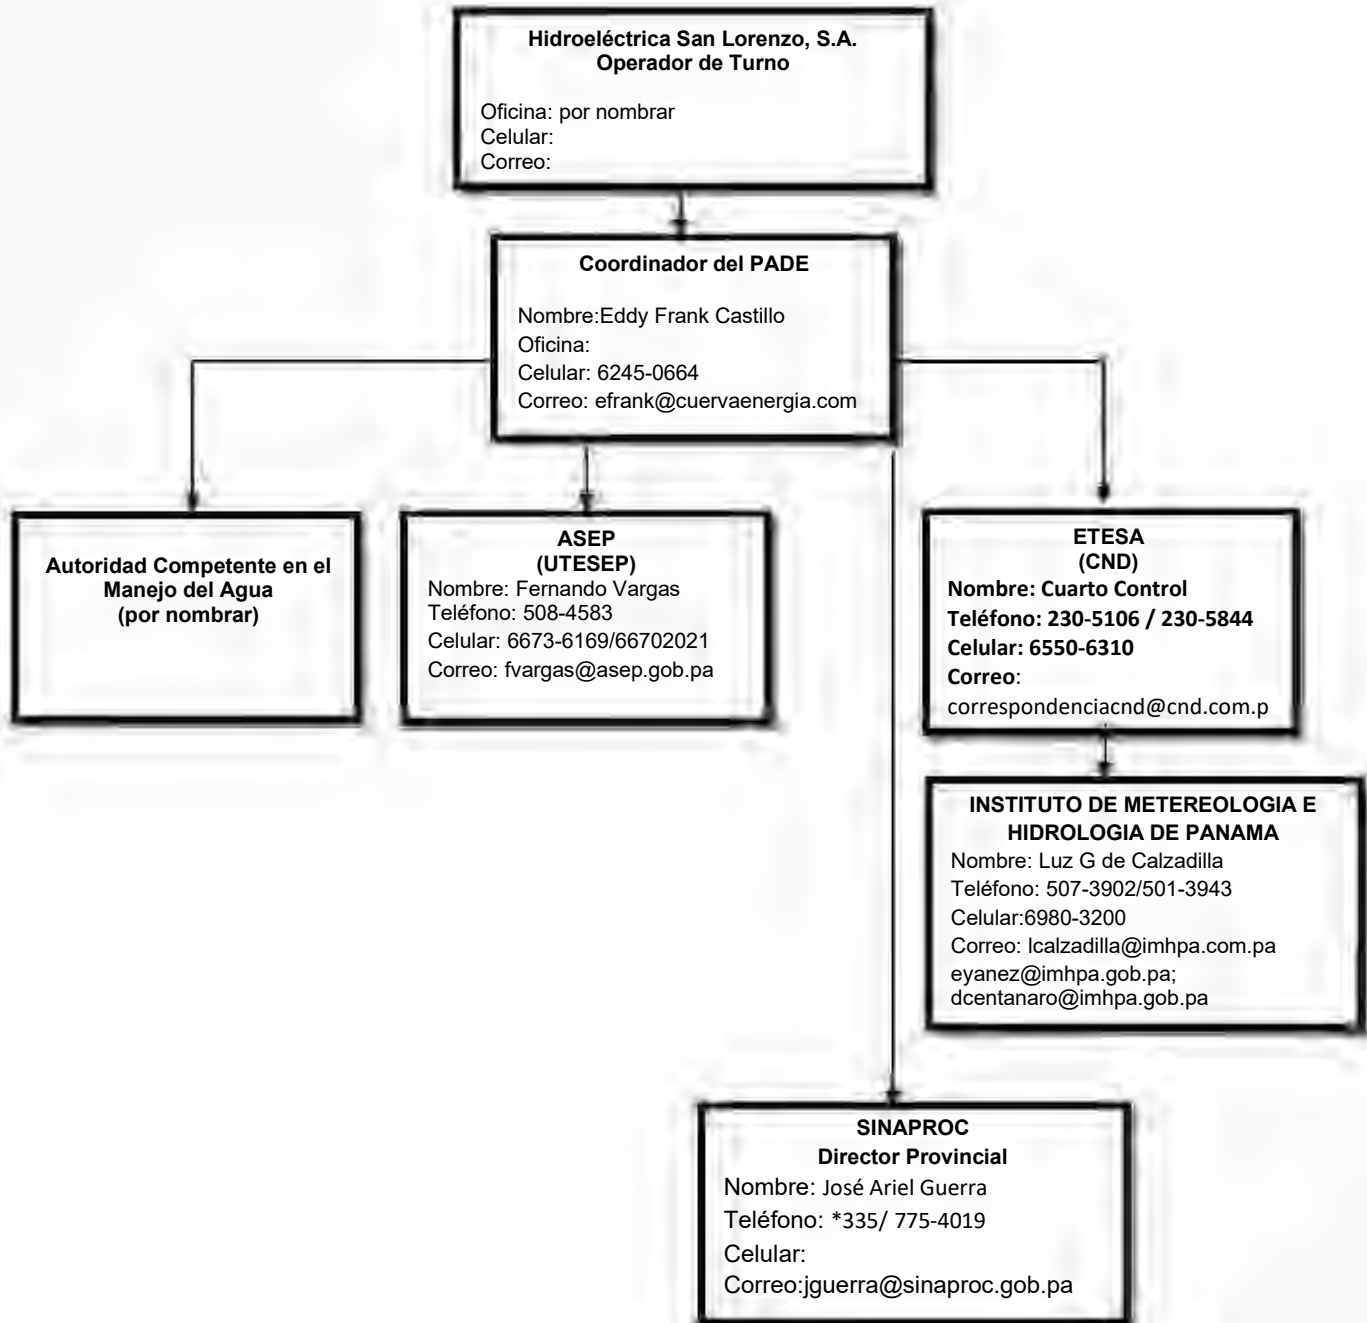 Hidroeléctrica San Lorenzo, S.A.
Operador de Turno
Oficina: por nombrar
Celular:
Correo:
Coordinador del PADE
Nombre:Eddy Frank Castillo
Oficina:
Celular: 6245-0664
Correo: efrank@cuervaenergia.com
Autoridad Competente en el
Manejo del Agua
(por nombrar)
ASEP
(UTESEP)
Nombre: Fernando Vargas
Teléfono: 508-4583
Celular: 6673-6169/66702021
Correo: fvargas@asep.gob.pa
ETESA
(CND)
Nombre: Cuarto Control
Teléfono: 230-5106 / 230-5844
Celular: 6550-6310
Correo:
correspondenciacnd@cnd.com.p
INSTITUTO DE METEREOLOGIA E
HIDROLOGIA DE PANAMA
Nombre: Luz G de Calzadilla
Teléfono: 507-3902/501-3943
Celular:6980-3200
Correo: lcalzadilla@imhpa.com.pa
eyanez@imhpa.gob.pa;
dcentanaro@imhpa.gob.pa
SINAPROC
Director Provincial
Nombre: José Ariel Guerra
Teléfono: *335/ 775-4019
Celular:
Correo:jguerra@sinaproc.gob.pa